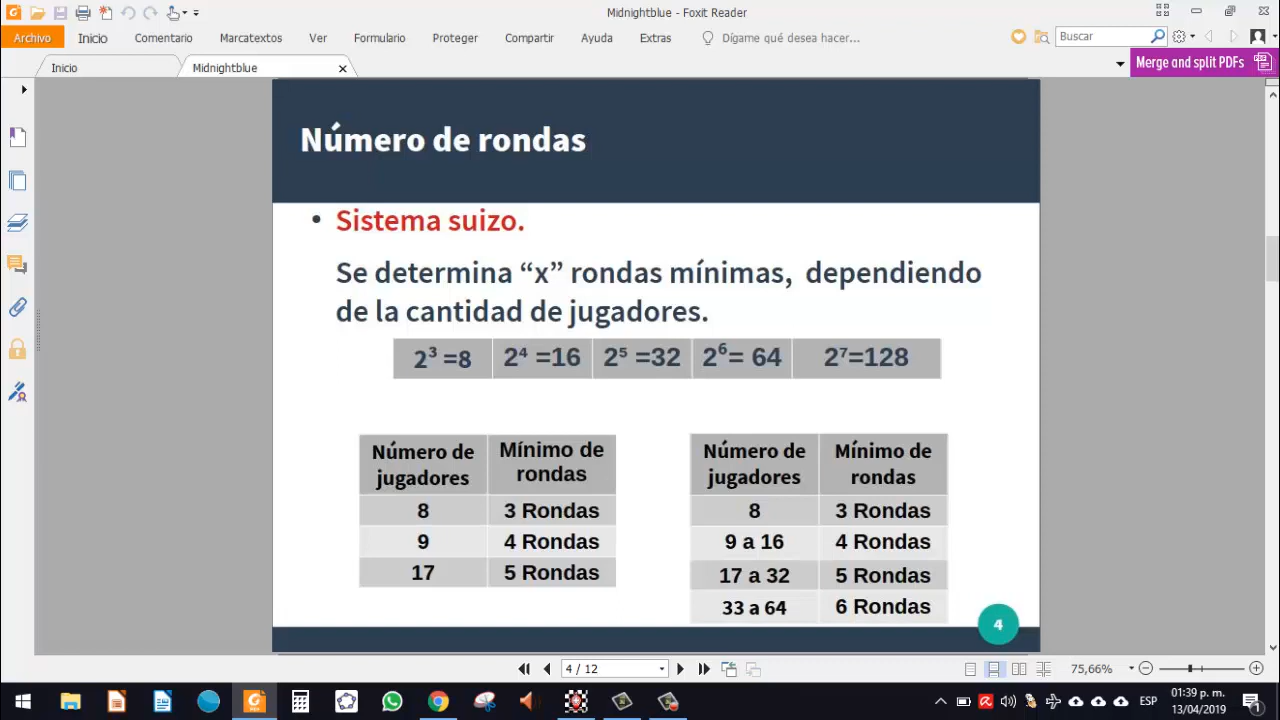 Midnightblue - Foxit Reader
Archivo Inicio Comentario Marcatextos Ver Formulario Proteger Compartir Ayuda Extras Dígame qué desea hacer... Buscar
Inicio Midnightblue Merge and split PDFs
Número de rondas
• Sistema suizo.
Se determina “x” rondas mínimas, dependiendo
de la cantidad de jugadores.
2³ =8 2⁴ =16 2⁵ =32 2⁶= 64 2⁷=128
Número de jugadores Mínimo de rondas
8 3 Rondas
9 4 Rondas
17 5 Rondas
Número de jugadores Mínimo de rondas
8 3 Rondas
9 a 16 4 Rondas
17 a 32 5 Rondas
33 a 64 6 Rondas
4
4 / 12 75,66%
ESP 01:39 p. m.
13/04/2019 1